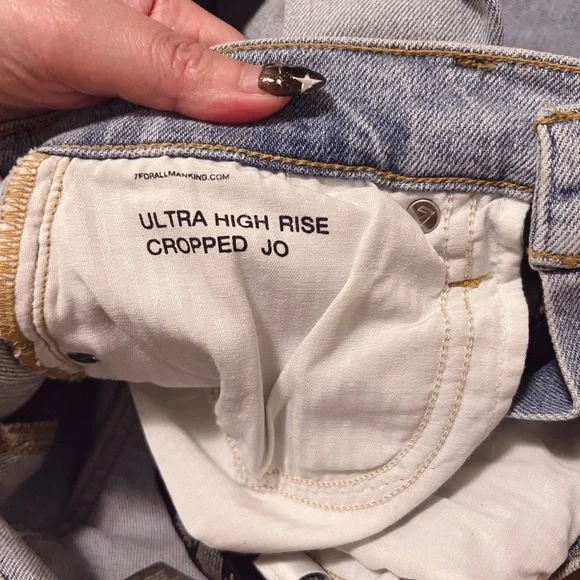 7FORALLMANKIND.COM
ULTRA HIGH RISE
CROPPED JO